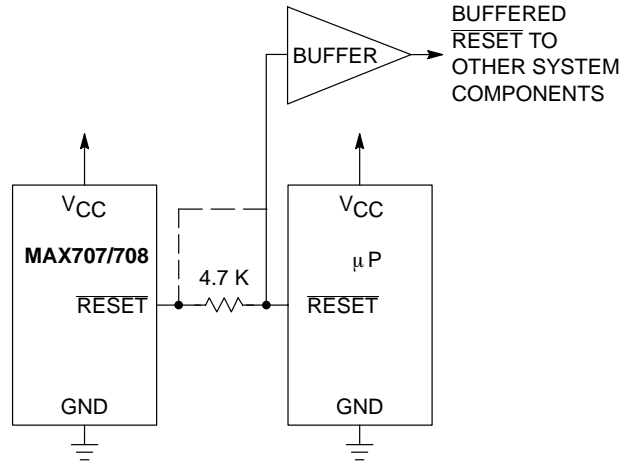 BUFFERED
RESET TO
OTHER SYSTEM
COMPONENTS
BUFFER
VCC
MAX707/708
RESET
GND
4.7 K
VCC
μP
RESET
GND